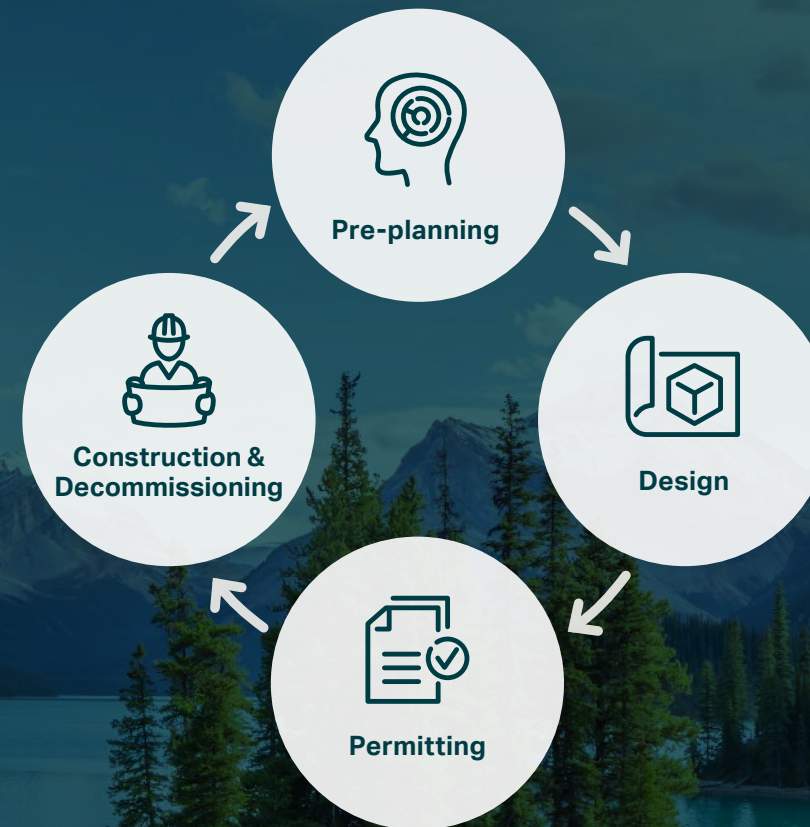 Pre-planning
Design
Permitting
Construction &
Decommissioning